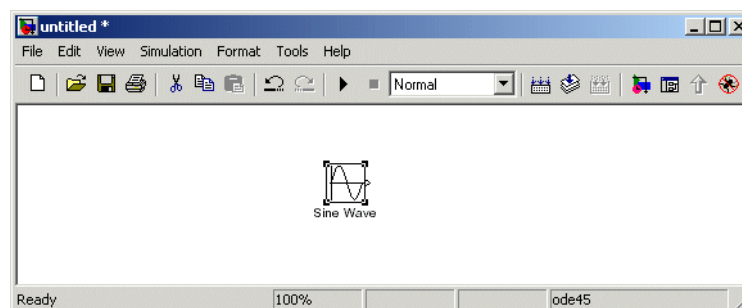 untitled *
File Edit View Simulation Format Tools Help
Normal
Sine Wave
Ready 100% ode45